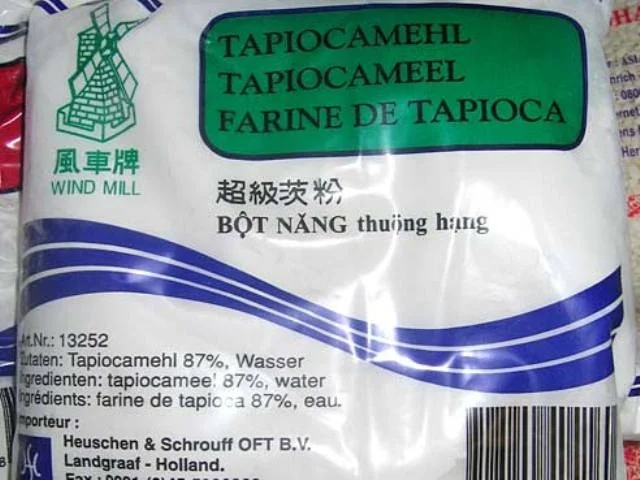 風車牌
WIND MILL
TAPIOCAMEHL
TAPIOCAMEEL
FARINE DE TAPIOCA
超級茨粉
BỘT NĂNG thuộng hạng
Art.Nr.: 13252
Zutaten: Tapiocamehl 87%, Wasser
Ingredienten: tapiocameel 87%, water
Ingrédients: farine de tapioca 87%, eau.
Importeur :
Heuschen & Schrouff OFT B.V.
Landgraaf - Holland.